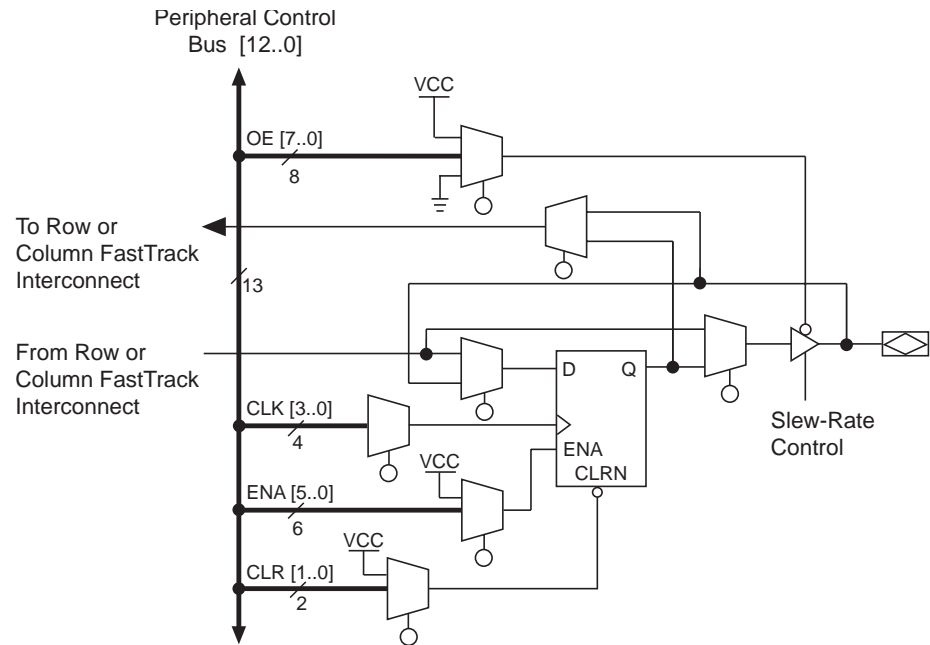 Peripheral Control
Bus [12..0]
VCC
OE [7..0]
8
To Row or
Column FastTrack
Interconnect
13
From Row or
Column FastTrack
Interconnect
D
Q
CLK [3..0]
4
ENA
CLRN
Slew-Rate
Control
VCC
ENA [5..0]
6
VCC
CLR [1..0]
2